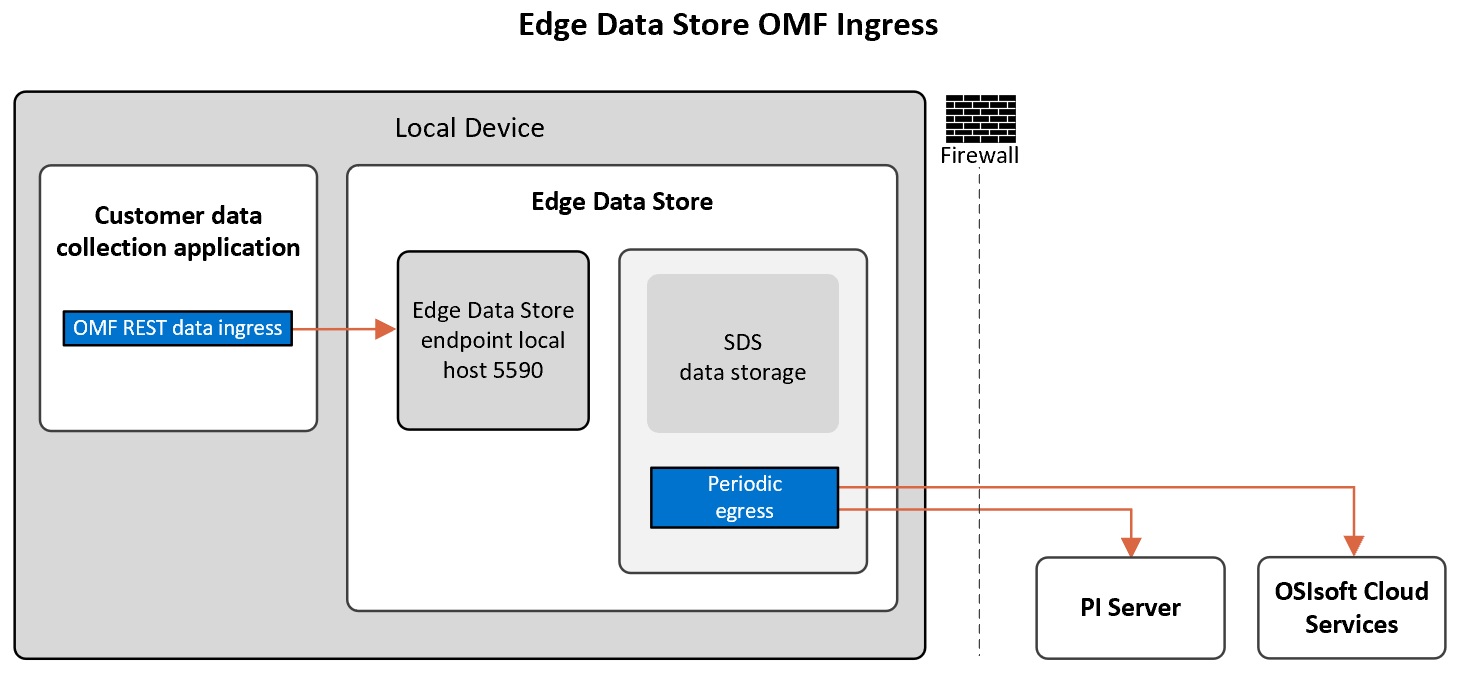 Edge Data Store OMF Ingress
Local Device
Firewall
Customer data
collection application
OMF REST data ingress
Edge Data Store
Edge Data Store
endpoint local
host 5590
SDS
data storage
Periodic
egress
PI Server
OSIsoft Cloud
Services